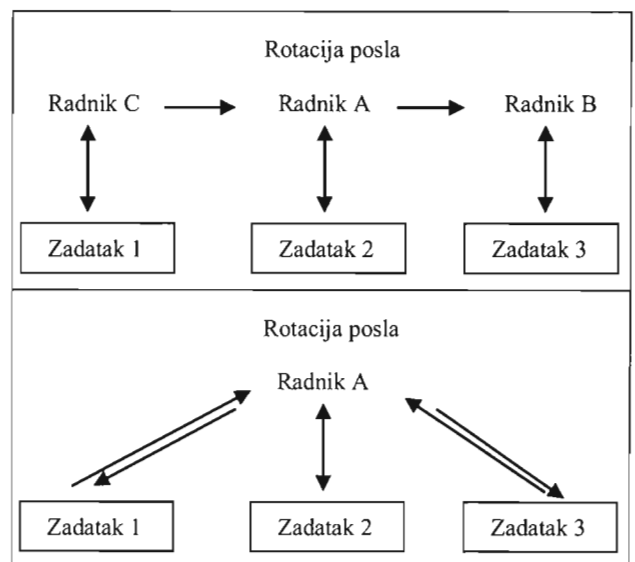 Rotacija posla
Radnik C Radnik A Radnik B
Zadatak 1 Zadatak 2 Zadatak 3
Rotacija posla
Radnik A
Zadatak 1 Zadatak 2 Zadatak 3